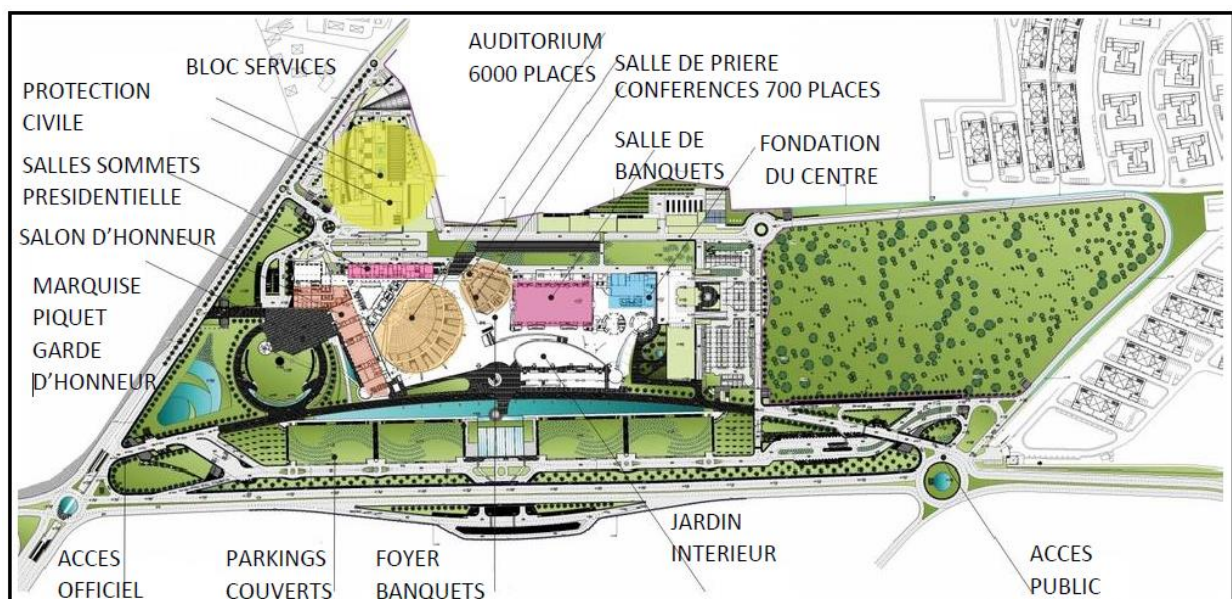 BLOC SERVICES
PROTECTION
CIVILE
SALLES SOMMETS
PRESIDENTIELLE
SALON D’HONNEUR
MARQUISE
PIQUET
GARDE
D’HONNEUR
AUDITORIUM
6000 PLACES
SALLE DE PRIERE
CONFERENCES 700 PLACES
SALLE DE
BANQUETS
FONDATION
DU CENTRE
ACCES
OFFICIEL
PARKINGS
COUVERTS
FOYER
BANQUETS
JARDIN
INTERIEUR
ACCES
PUBLIC